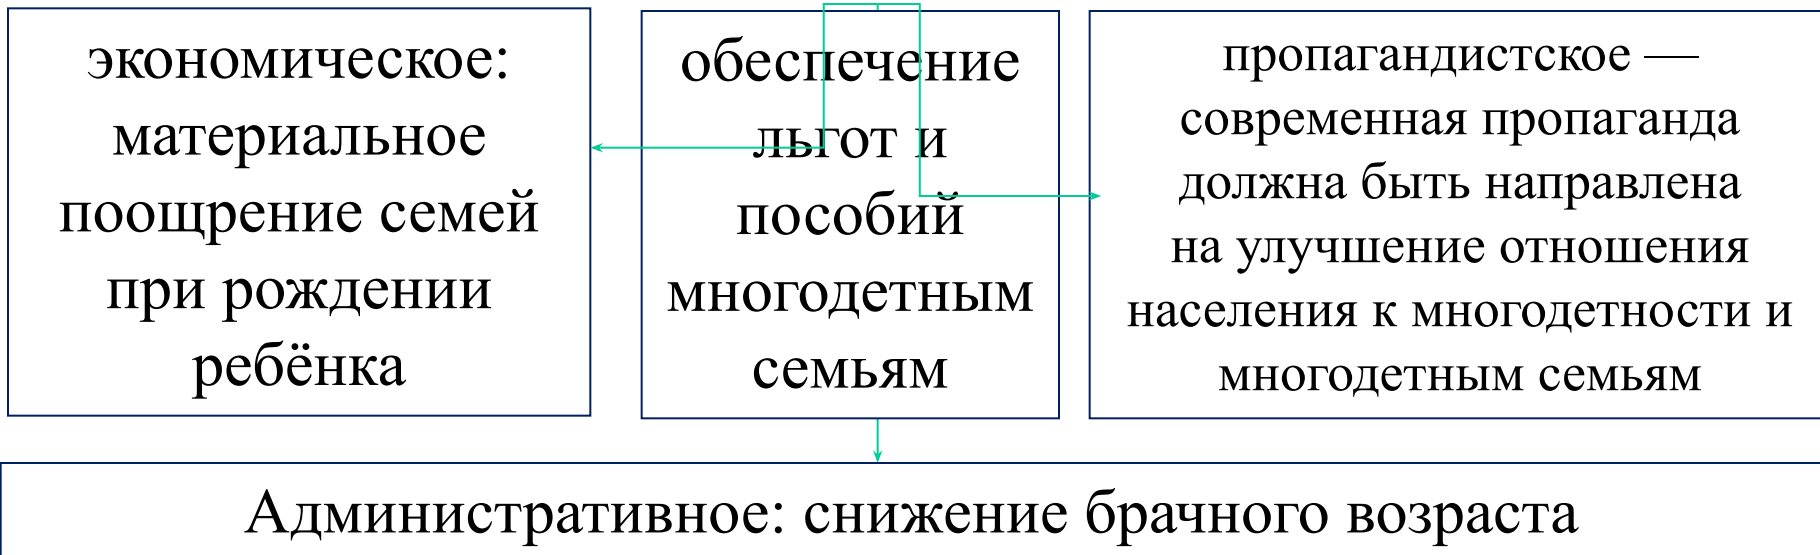 экономическое:
материальное
поощрение семей
при рождении
ребёнка
обеспечение
льгот и
пособий
многодетным
семьям
пропагандистское —
современная пропаганда
должна быть направлена
на улучшение отношения
населения к многодетности и
многодетным семьям
Административное: снижение брачного возраста